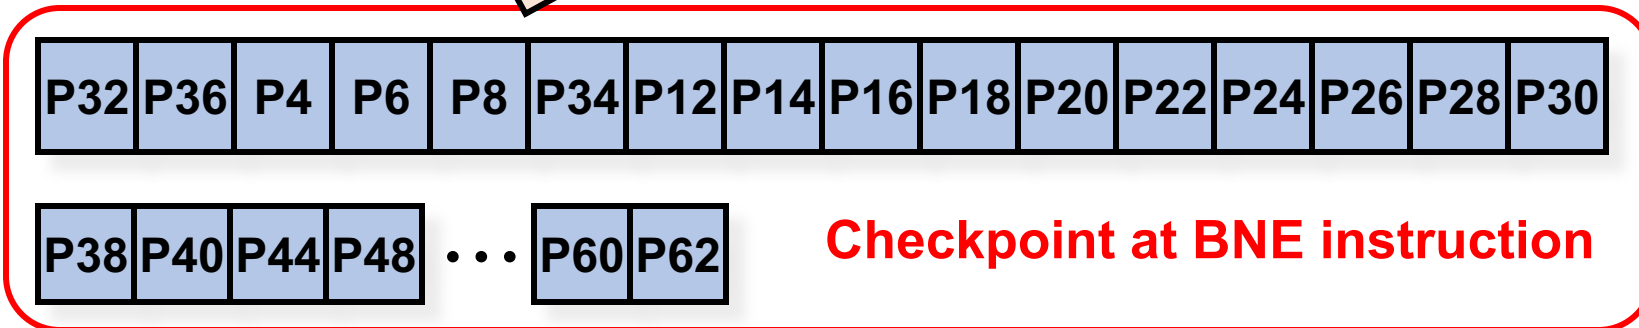 P32 P36 P4 P6 P8 P34 P12 P14 P16 P18 P20 P22 P24 P26 P28 P30
P38 P40 P44 P48 ... P60 P62 Checkpoint at BNE instruction